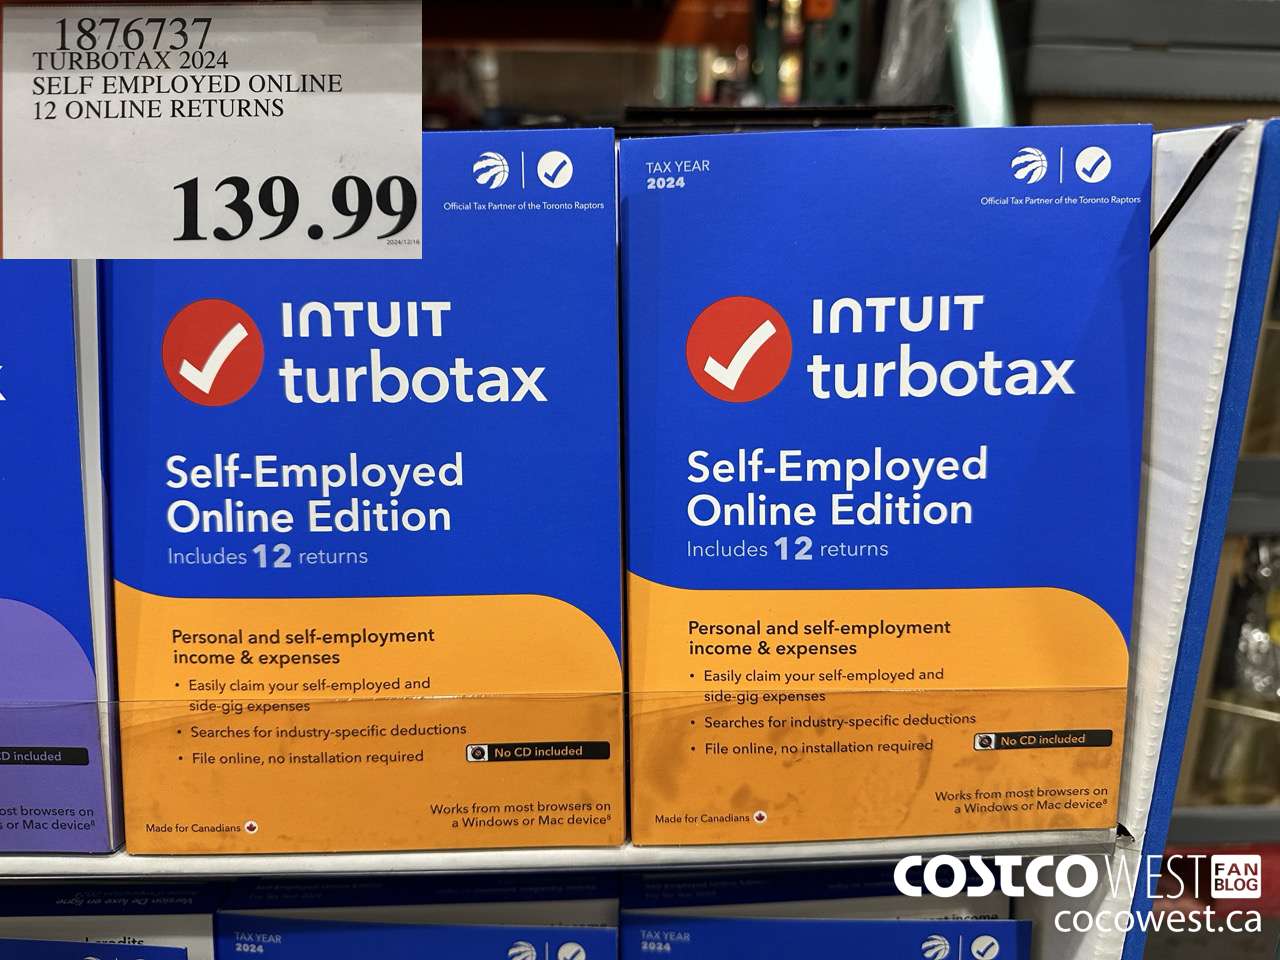 1876737
TURBOTAX 2024
SELF EMPLOYED ONLINE
12 ONLINE RETURNS
139.99
2024/12/16
Official Tax Partner of the Toronto Raptors
INTUIT
turbotax
Self-Employed
Online Edition
Includes 12 returns
Personal and self-employment
income & expenses
• Easily claim your self-employed and
side-gig expenses
• Searches for industry-specific deductions
• File online, no installation required
No CD included
Works from most browsers on
a Windows or Mac device⁸
Made for Canadians
TAX YEAR
2024
Official Tax Partner of the Toronto Raptors
INTUIT
turbotax
Self-Employed
Online Edition
Includes 12 returns
Personal and self-employment
income & expenses
• Easily claim your self-employed and
side-gig expenses
• Searches for industry-specific deductions
• File online, no installation required
No CD included
Works from most browsers on
a Windows or Mac device⁸
Made for Canadians
CD included
browsers on
or Mac device⁸
TAX YEAR
2024
TAX YEAR
2024
COSTCO WEST FAN BLOG
cocowest.ca